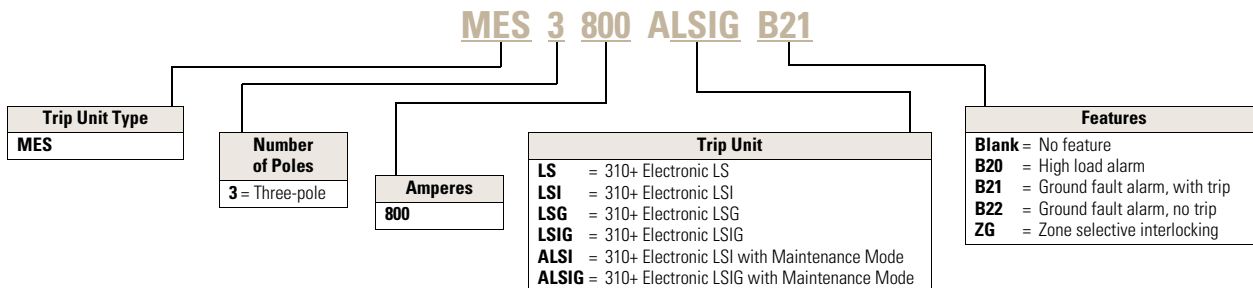 MES 3 800 ALSIG B21
Trip Unit Type
MES
Number
of Poles
3 = Three-pole
Amperes
800
Trip Unit
LS = 310+ Electronic LS
LSI = 310+ Electronic LSI
LSG = 310+ Electronic LSG
LSIG = 310+ Electronic LSIG
ALSI = 310+ Electronic LSI with Maintenance Mode
ALSIG = 310+ Electronic LSIG with Maintenance Mode
Features
Blank = No feature
B20 = High load alarm
B21 = Ground fault alarm, with trip
B22 = Ground fault alarm, no trip
ZG = Zone selective interlocking